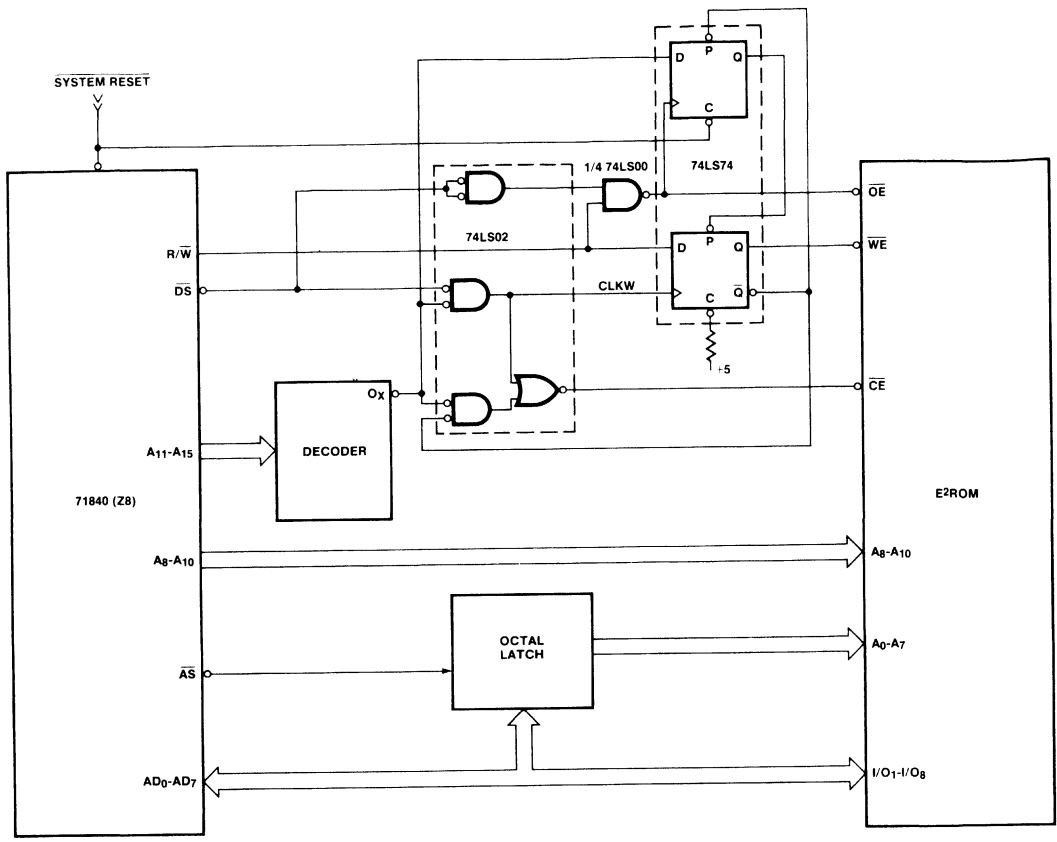 SYSTEM RESET
P
D
Q
C
1/4 74LS00
74LS74
OE
74LS02
P
R/W
D
Q
WE
DS
CLKW
Q
C
+5
OX
CE
A11-A15
DECODER
71840 (Z8)
E2ROM
A8-A10
A8-A10
OCTAL
LATCH
A0-A7
AS
AD0-AD7
I/O1-I/O8